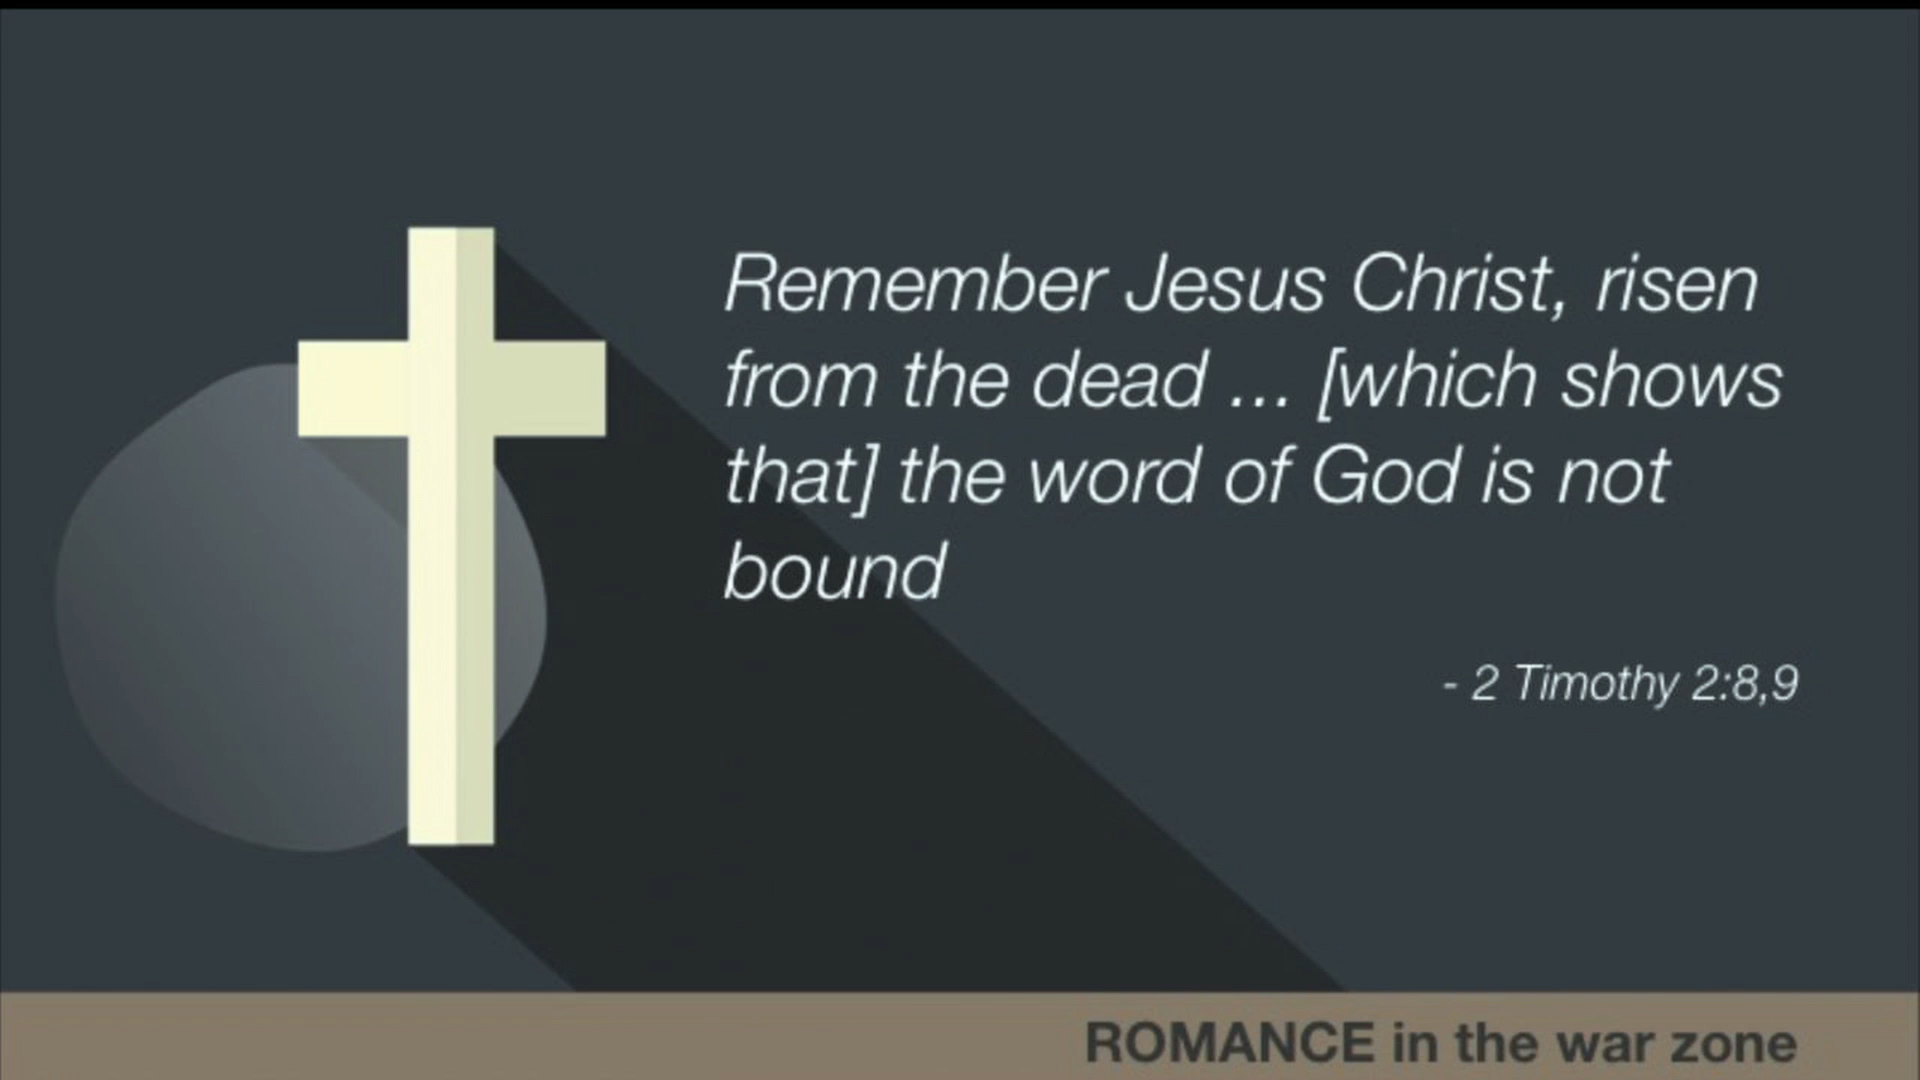 Remember Jesus Christ, risen
from the dead ... [which shows
that] the word of God is not
bound
- 2 Timothy 2:8,9
ROMANCE in the war zone